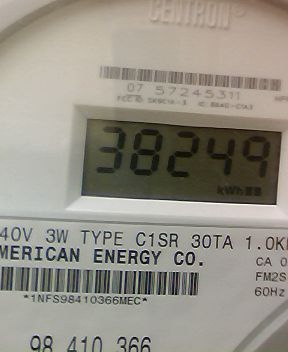 CENTRON®
07 57245311
38249
kWh
40V 3W TYPE C1SR 30TA 1.0K
MERICAN ENERGY CO.
CA 0
FM2S
60Hz
*1NFS98410366MEC*
98 410 366